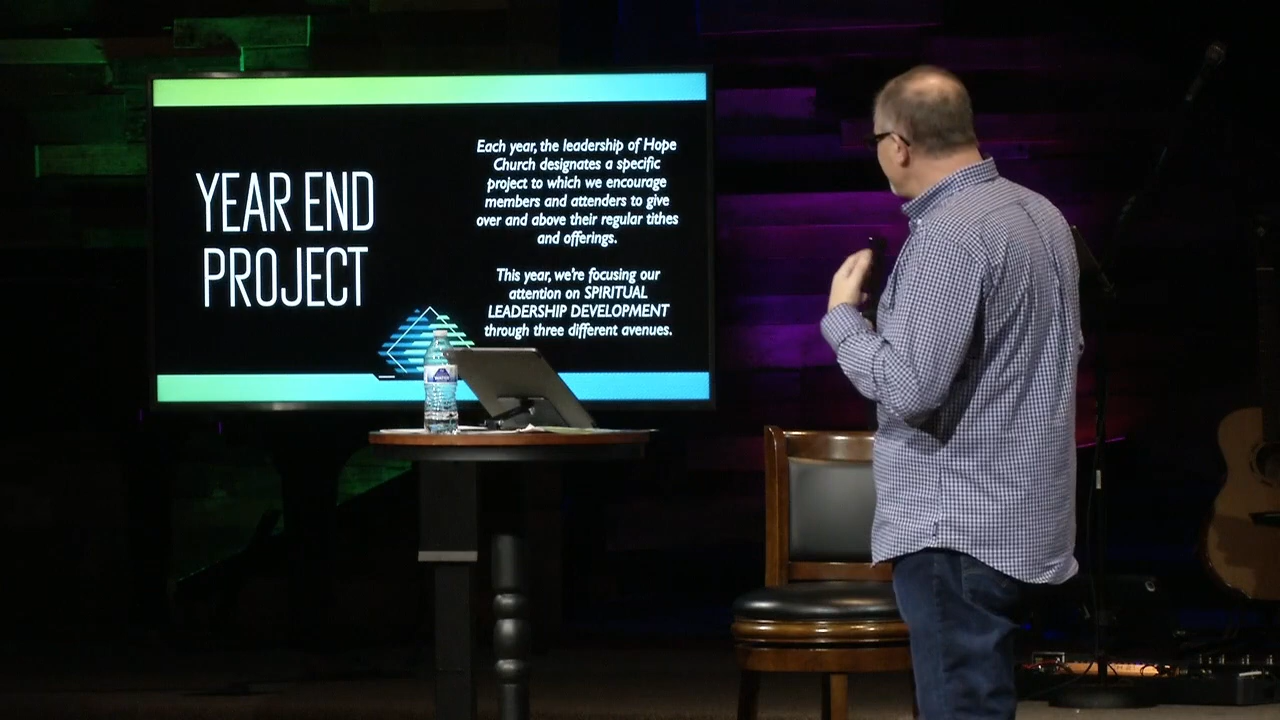 YEAR END
PROJECT
Each year, the leadership of Hope
Church designates a specific
project to which we encourage
members and attenders to give
over and above their regular tithes
and offerings.
This year, we're focusing our
attention on SPIRITUAL
LEADERSHIP DEVELOPMENT
through three different avenues.
WATER